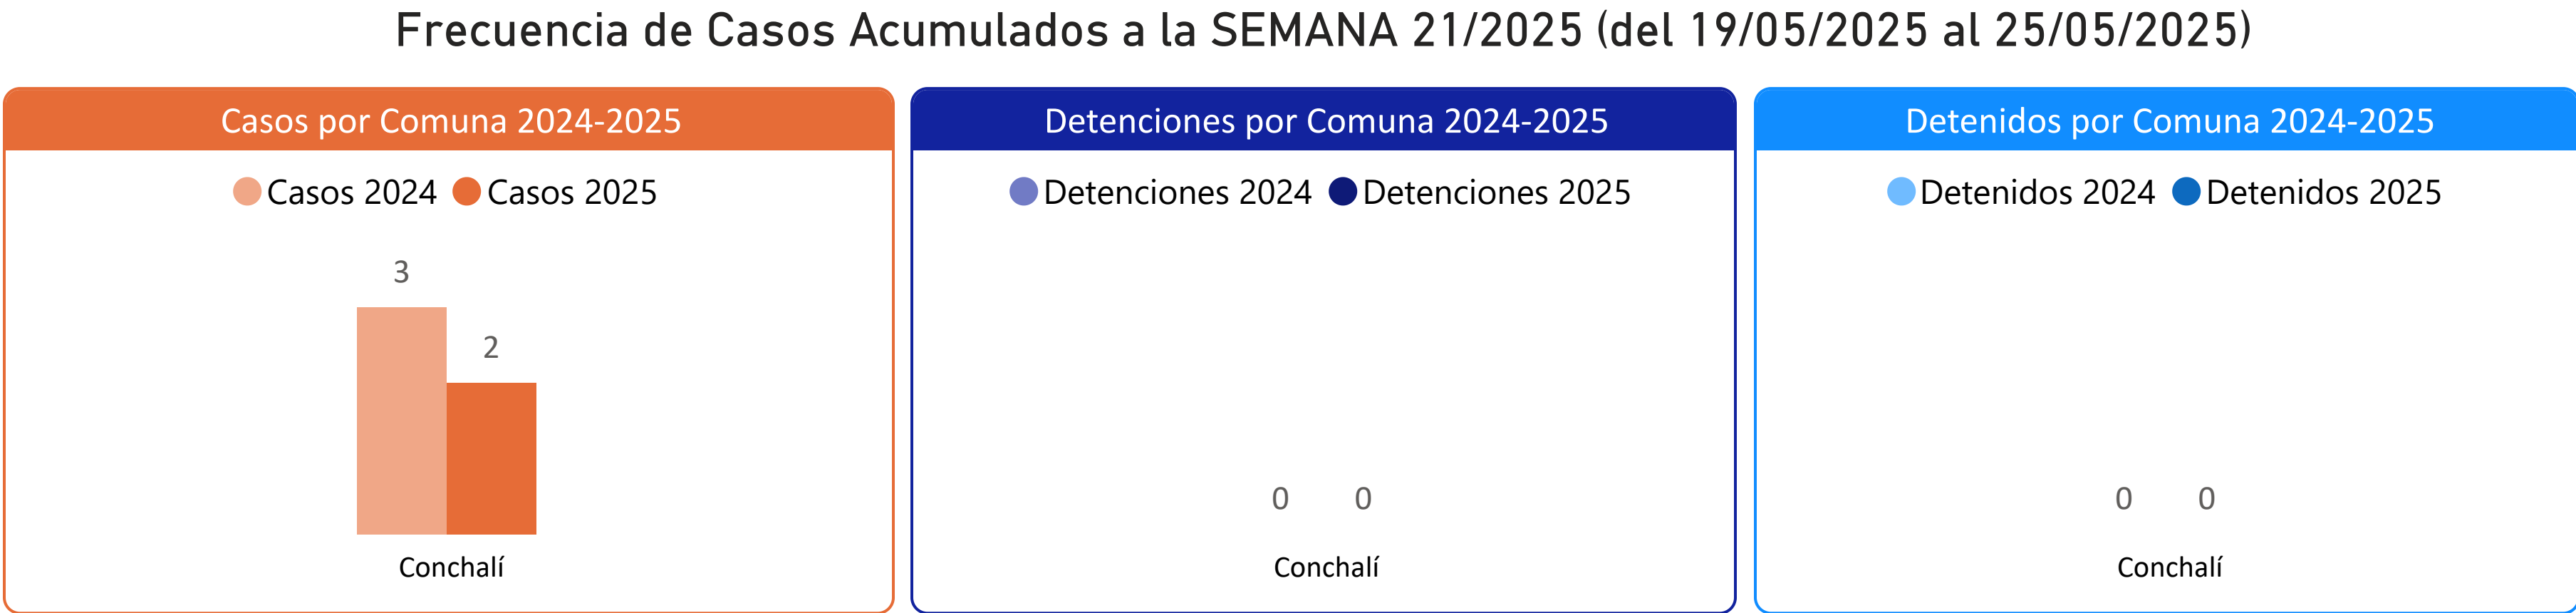 Frecuencia de Casos Acumulados a la SEMANA 21/2025 (del 19/05/2025 al 25/05/2025)
Casos por Comuna 2024-2025
Casos 2024 Casos 2025
3
2
Conchalí
Detenciones por Comuna 2024-2025
Detenciones 2024 Detenciones 2025
0 0
Conchalí
Detenidos por Comuna 2024-2025
Detenidos 2024 Detenidos 2025
0 0
Conchalí